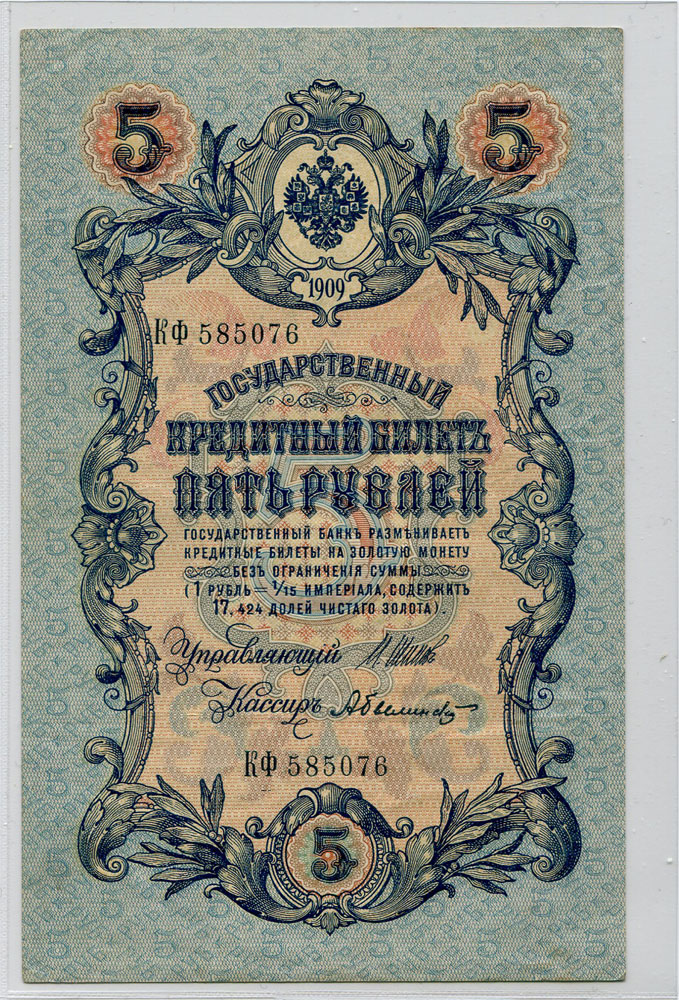 5 5
1909
КФ 585076
ГОСУДАРСТВЕННЫЙ
КРЕДИТНЫЙ БИЛЕТЪ
ПЯТЬ РУБЛЕЙ
ГОСУДАРСТВЕННЫЙ БАНКЪ РАЗМѢНИВАЕТЪ
КРЕДИТНЫЕ БИЛЕТЫ НА ЗОЛОТУЮ МОНЕТУ
БЕЗЪ ОГРАНИЧЕНІЯ СУММЫ
(1 РУБЛЬ = 1/15 ИМПЕРІАЛА, СОДЕРЖИТЪ
17,424 ДОЛЕЙ ЧИСТАГО ЗОЛОТА).
Управляющій
Кассиръ
КФ 585076
5